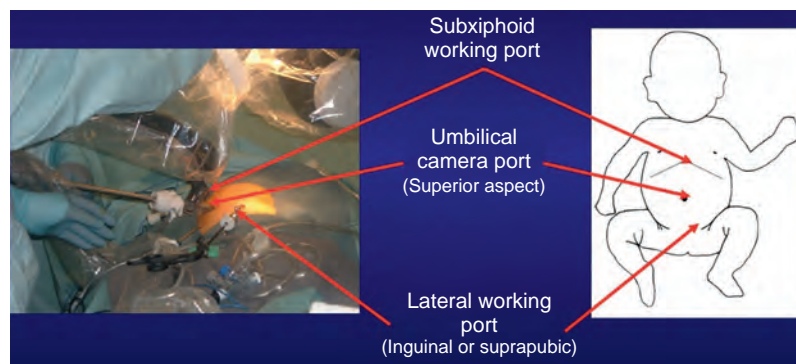 Subxiphoid
working port
Umbilical
camera port
(Superior aspect)
Lateral working
port
(Inguinal or suprapubic)